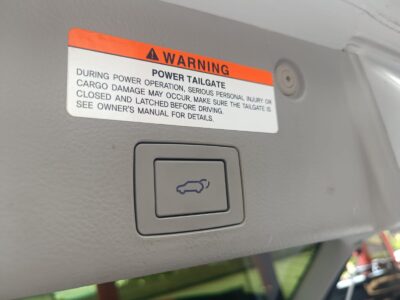 WARNING
POWER TAILGATE
DURING POWER OPERATION, SERIOUS PERSONAL INJURY OR
CARGO DAMAGE MAY OCCUR, MAKE SURE THE TAILGATE IS
CLOSED AND LATCHED BEFORE DRIVING.
SEE OWNER'S MANUAL FOR DETAILS.